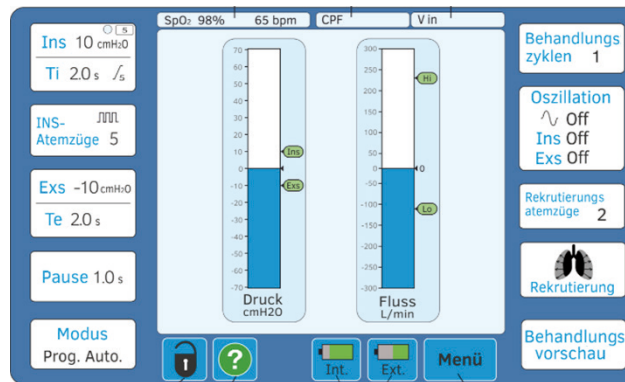 SpO₂ 98% 65 bpm
CPF
V in
5
Ins 10 cmH₂O
Ti 2.0 s 5
INS-
Atemzüge 5
Exs -10 cmH₂O
Te 2.0 s
Pause 1.0 s
Modus
Prog. Auto.
70
60
50
40
30
20
10
0
-10
-20
-30
-40
-50
-60
-70
Ins
Exs
Druck
cmH2O
300
250
200
150
100
50
0
-50
-100
-150
-200
-250
-300
Hi
0
Lo
Fluss
L/min
Behandlungs
zyklen 1
Oszillation
Off
Ins Off
Exs Off
Rekrutierungs
atemzüge 2
Rekrutierung
Behandlungs
vorschau
?
Int.
Ext.
Menü